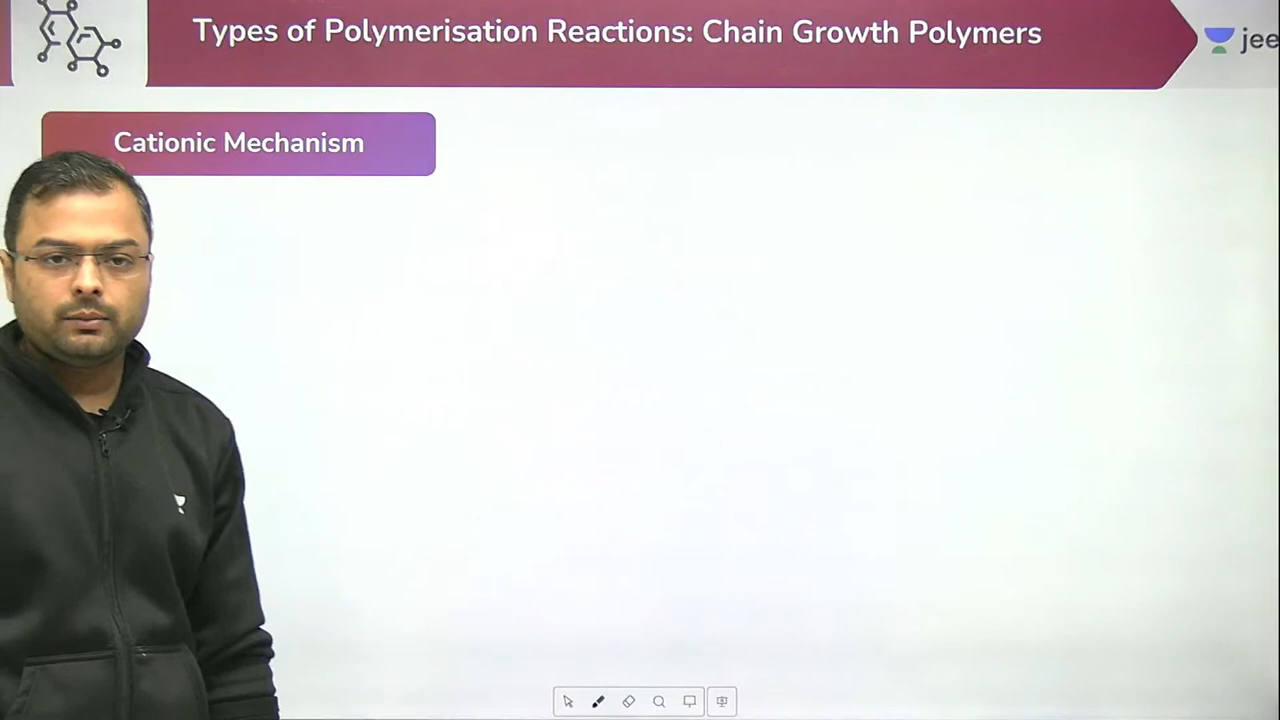 Types of Polymerisation Reactions: Chain Growth Polymers
jee
Cationic Mechanism